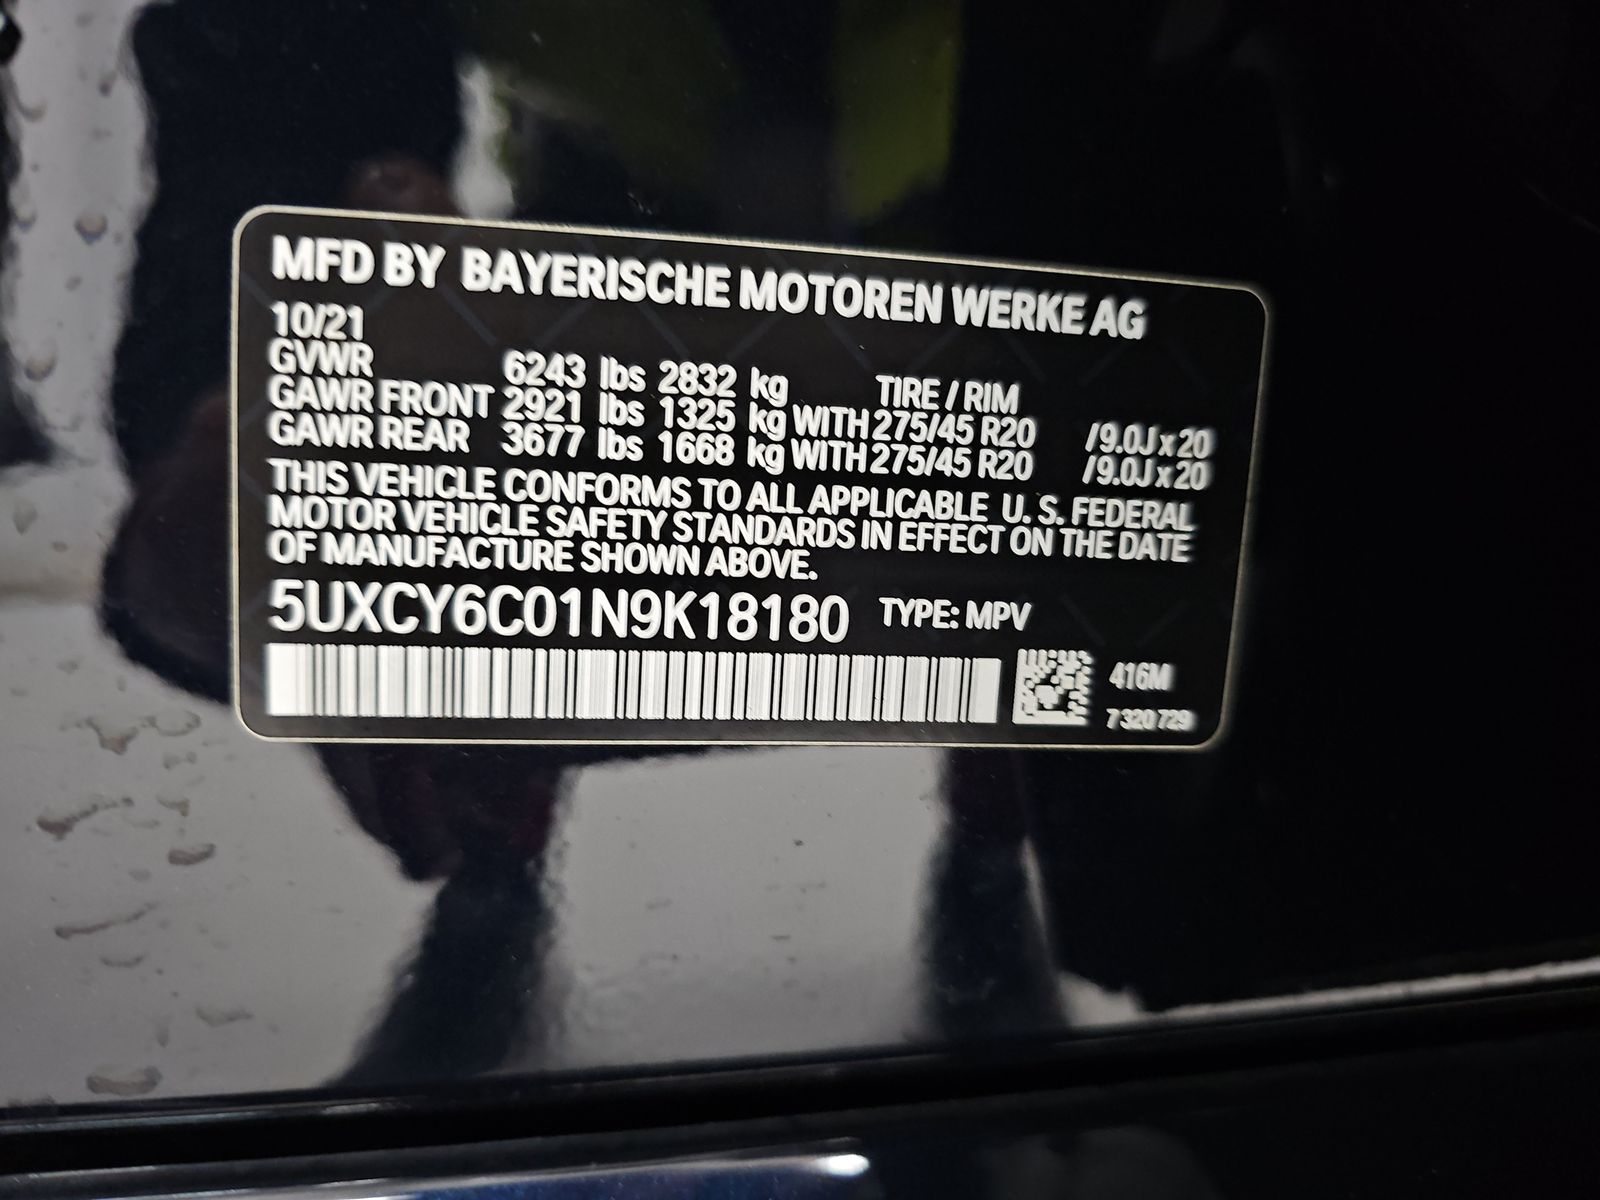 MFD BY BAYERISCHE MOTOREN WERKE AG
10/21
GVWR 6243 lbs 2832 kg TIRE / RIM
GAWR FRONT 2921 lbs 1325 kg WITH 275/45 R20 /9.0J x 20
GAWR REAR 3677 lbs 1668 kg WITH 275/45 R20 /9.0J x 20
THIS VEHICLE CONFORMS TO ALL APPLICABLE U. S. FEDERAL
MOTOR VEHICLE SAFETY STANDARDS IN EFFECT ON THE DATE
OF MANUFACTURE SHOWN ABOVE.
5UXCY6C01N9K18180 TYPE: MPV
416M
7 320 729